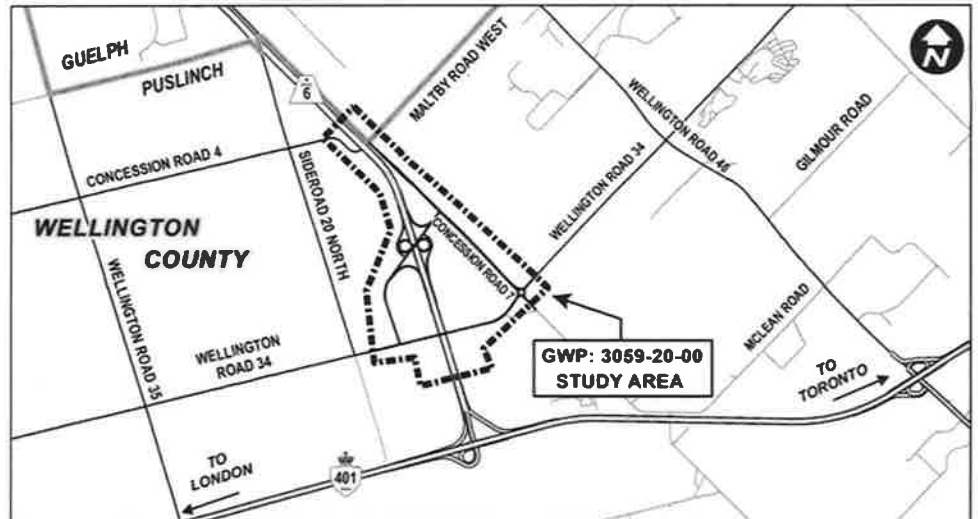 GUELPH
PUSLINCH
6
MALTBY ROAD WEST
N
WELLINGTON ROAD 46
GILMOUR ROAD
CONCESSION ROAD 4
SIDEROAD 20 NORTH
WELLINGTON ROAD 34
WELLINGTON
COUNTY
CONCESSION ROAD 7
WELLINGTON ROAD 35
WELLINGTON
ROAD 34
MCLEAN ROAD
GWP: 3059-20-00
STUDY AREA
TO
TORONTO
TO
LONDON
401